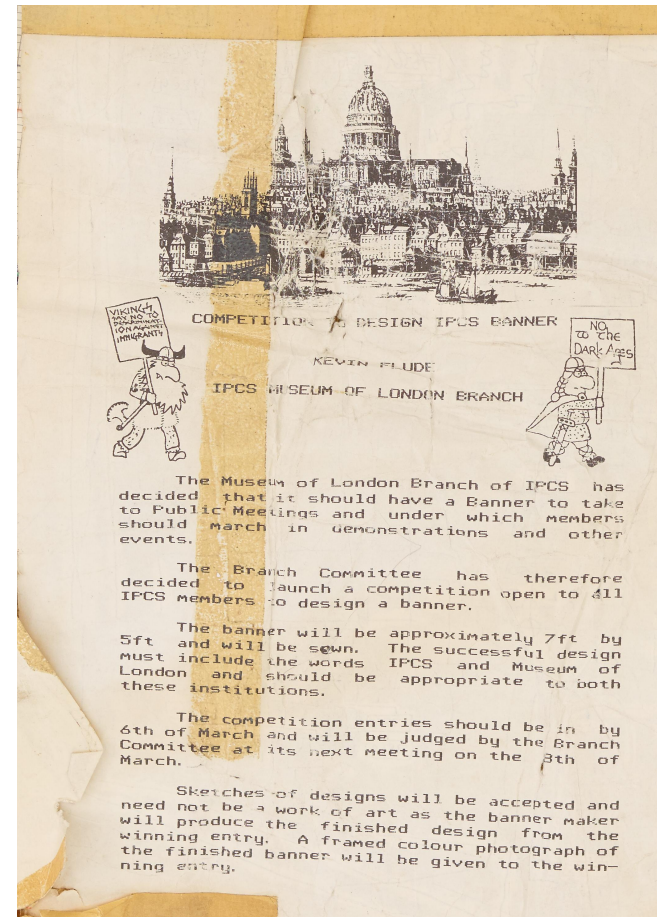 VIKINGS
SAY NO TO
DISCRIMINAT
ION AGAINST
IMMIGRANTS
NO
to the
DARK Ages
COMPETITION TO DESIGN IPCS BANNER
KEVIN FLUDE
IPCS MUSEUM OF LONDON BRANCH
The Museum of London Branch of IPCS has
decided that it should have a Banner to take
to Public Meetings and under which members
should march in demonstrations and other
events.
The Branch Committee has therefore
decided to launch a competition open to all
IPCS members to design a banner.
The banner will be approximately 7ft by
5ft and will be sewn. The successful design
must include the words IPCS and Museum of
London and should be appropriate to both
these institutions.
The competition entries should be in by
6th of March and will be judged by the Branch
Committee at its next meeting on the 8th of
March.
Sketches of designs will be accepted and
need not be a work of art as the banner maker
will produce the finished design from the
winning entry. A framed colour photograph of
the finished banner will be given to the win-
ning entry.